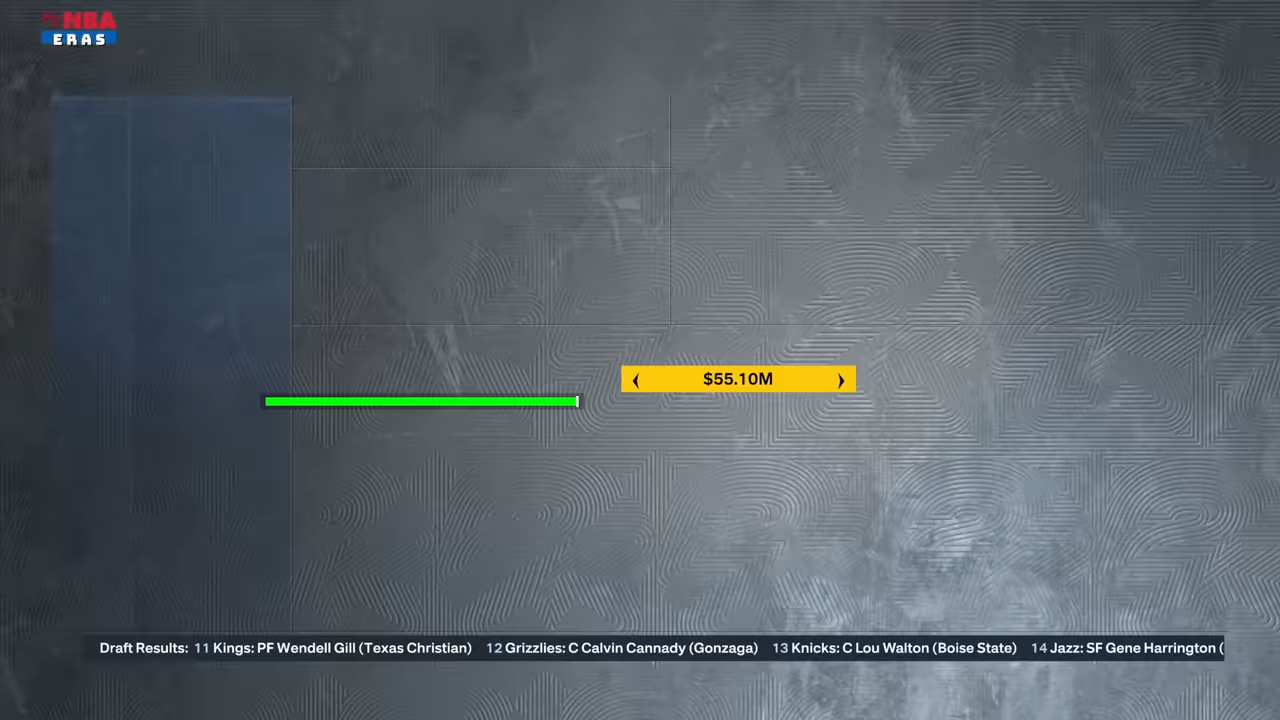 NBA
ERAS
$55.10M
Draft Results: 11 Kings: PF Wendell Gill (Texas Christian) 12 Grizzlies: C Calvin Cannady (Gonzaga) 13 Knicks: C Lou Walton (Boise State) 14 Jazz: SF Gene Harrington (